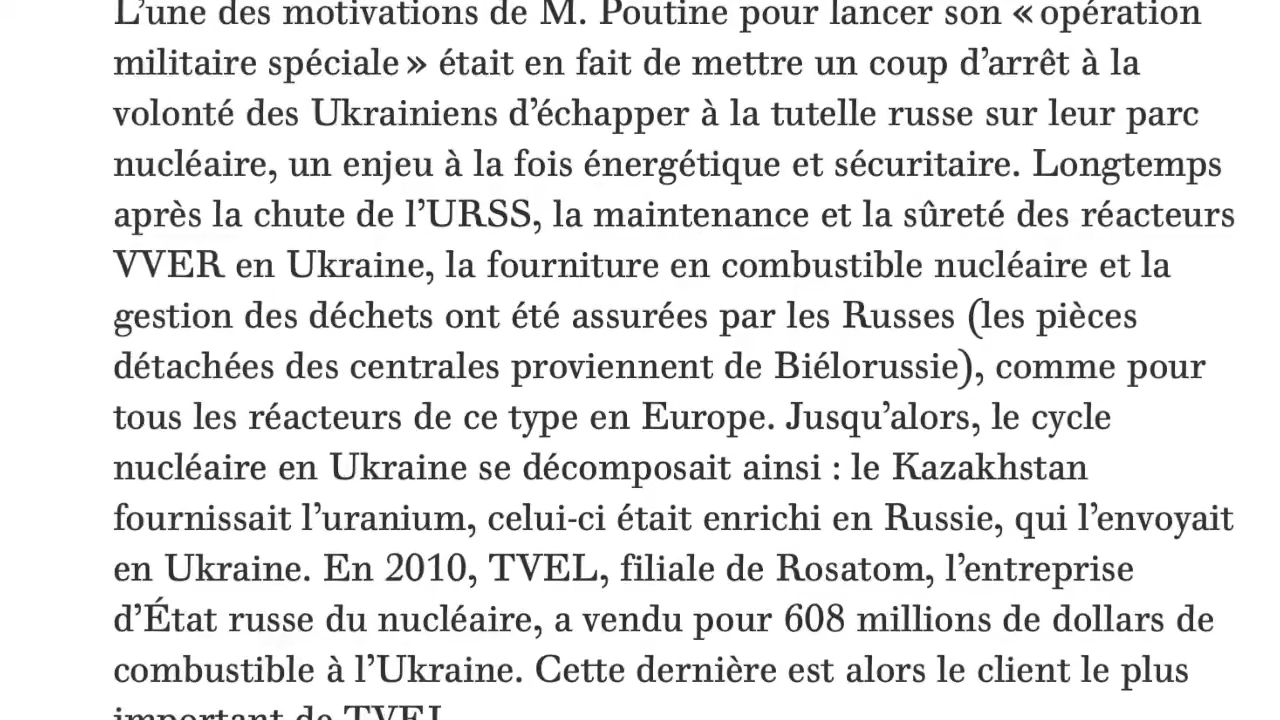 L’une des motivations de M. Poutine pour lancer son « opération
militaire spéciale » était en fait de mettre un coup d’arrêt à la
volonté des Ukrainiens d’échapper à la tutelle russe sur leur parc
nucléaire, un enjeu à la fois énergétique et sécuritaire. Longtemps
après la chute de l’URSS, la maintenance et la sûreté des réacteurs
VVER en Ukraine, la fourniture en combustible nucléaire et la
gestion des déchets ont été assurées par les Russes (les pièces
détachées des centrales proviennent de Biélorussie), comme pour
tous les réacteurs de ce type en Europe. Jusqu’alors, le cycle
nucléaire en Ukraine se décomposait ainsi : le Kazakhstan
fournissait l’uranium, celui-ci était enrichi en Russie, qui l’envoyait
en Ukraine. En 2010, TVEL, filiale de Rosatom, l’entreprise
d’État russe du nucléaire, a vendu pour 608 millions de dollars de
combustible à l’Ukraine. Cette dernière est alors le client le plus
important de TVEL